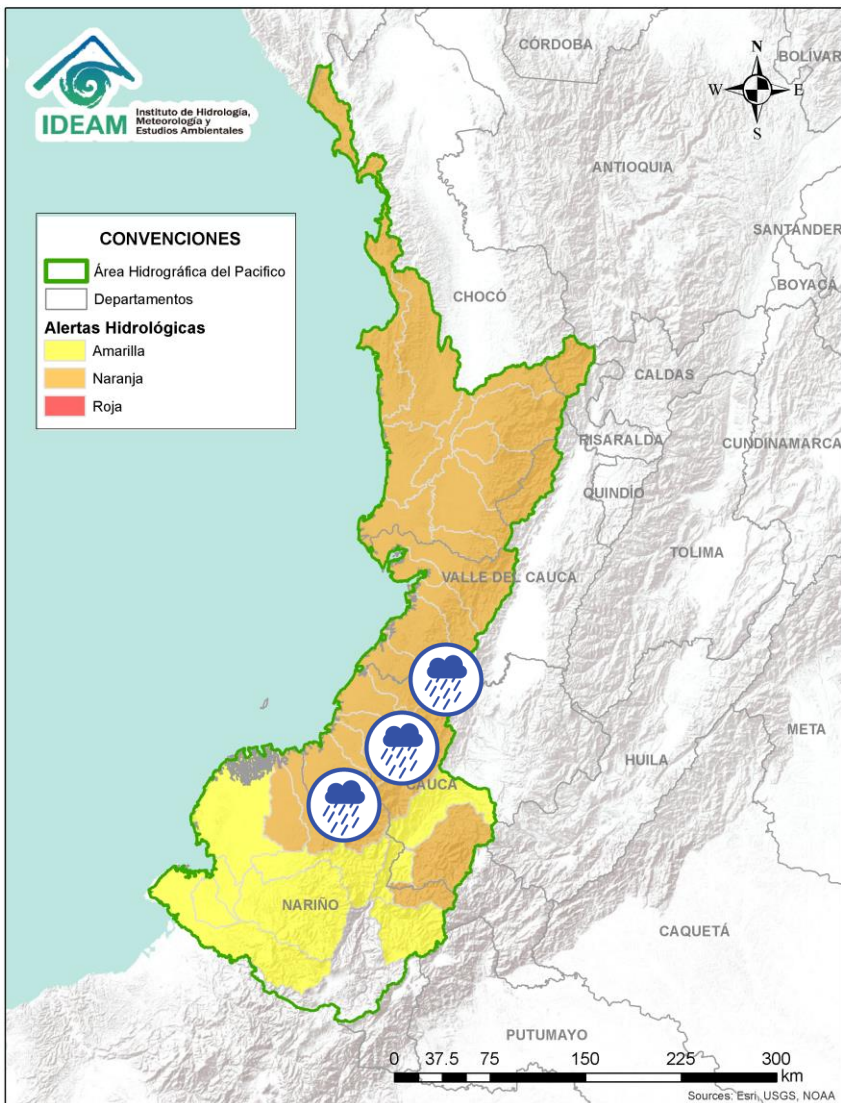 IDEAM
Instituto de Hidrología,
Meteorología y
Estudios Ambientales
CÓRDOBA
BOLÍVAR
N
W
E
S
ANTIOQUIA
SANTANDER
BOYACÁ
CONVENCIONES
Área Hidrográfica del Pacifico
Departamentos
Alertas Hidrológicas
Amarilla
Naranja
Roja
CHOCÓ
CALDAS
RISARALDA
CUNDINAMARCA
QUINDÍO
TOLIMA
VALLE DEL CAUCA
META
HUILA
CAUCA
NARIÑO
CAQUETÁ
PUTUMAYO
0 37.5 75 150 225 300
km
Sources: Esri, USGS, NOAA